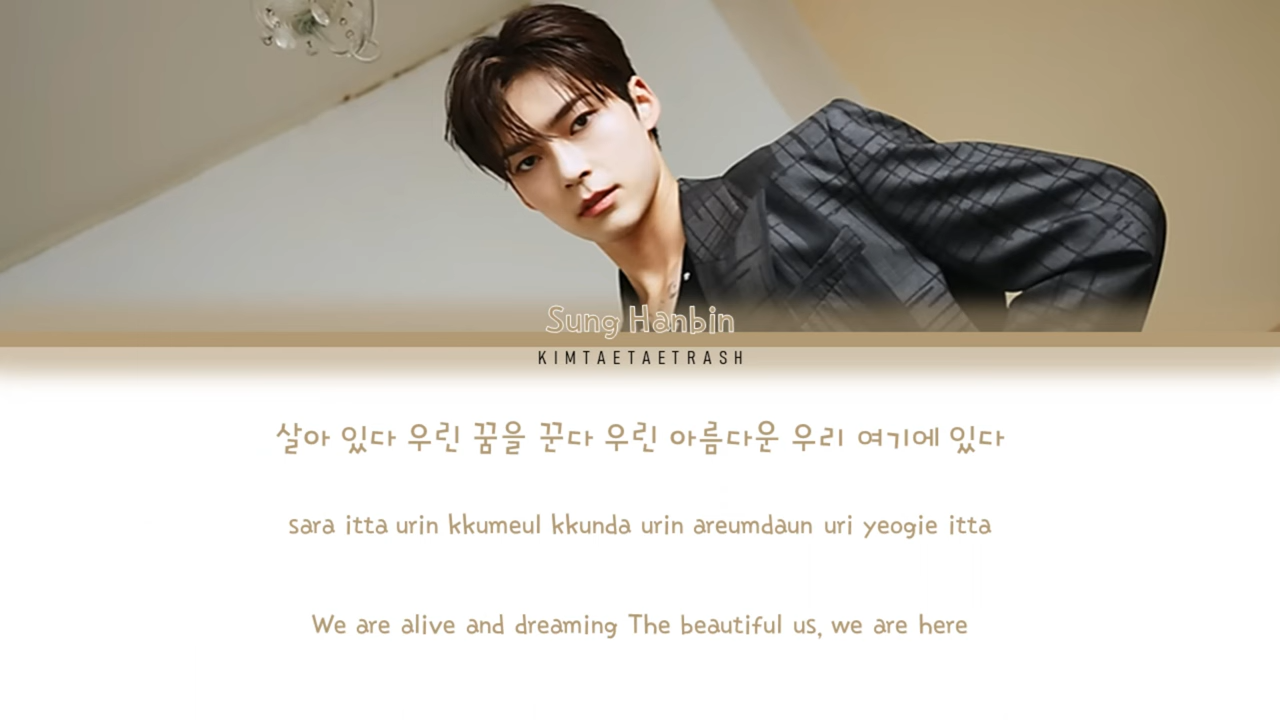 Sung Hanbin
KIMTAETAETRASH
살아 있다 우린 꿈을 꾼다 우린 아름다운 우리 여기에 있다
sara itta urin kkumeul kkunda urin areumdaun uri yeogie itta
We are alive and dreaming The beautiful us, we are here